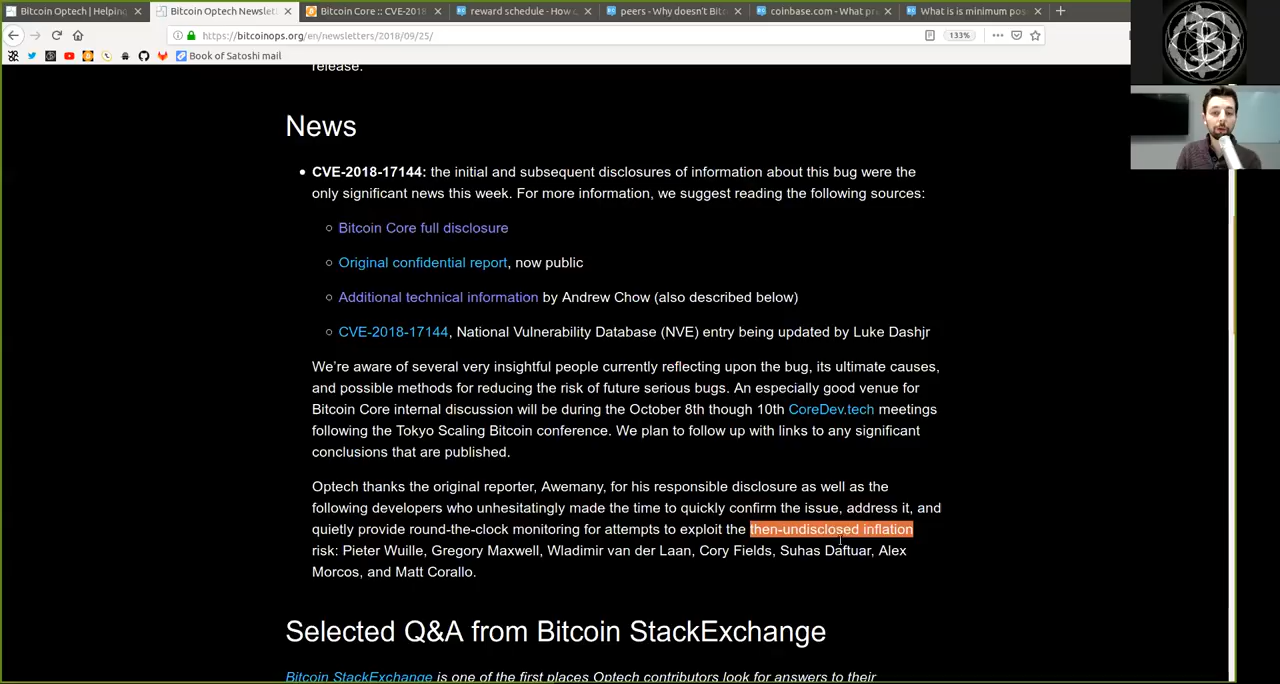 Bitcoin Optech | Helping
Bitcoin Optech Newslett
Bitcoin Core :: CVE-2018
reward schedule - How c
peers - Why doesn't Bitc
coinbase.com - What pr
What is is minimum pos
https://bitcoinops.org/en/newsletters/2018/09/25/
133%
Book of Satoshi mail
release.
News
CVE-2018-17144: the initial and subsequent disclosures of information about this bug were the
only significant news this week. For more information, we suggest reading the following sources:
Bitcoin Core full disclosure
Original confidential report, now public
Additional technical information by Andrew Chow (also described below)
CVE-2018-17144, National Vulnerability Database (NVE) entry being updated by Luke Dashjr
We're aware of several very insightful people currently reflecting upon the bug, its ultimate causes,
and possible methods for reducing the risk of future serious bugs. An especially good venue for
Bitcoin Core internal discussion will be during the October 8th though 10th CoreDev.tech meetings
following the Tokyo Scaling Bitcoin conference. We plan to follow up with links to any significant
conclusions that are published.
Optech thanks the original reporter, Awemany, for his responsible disclosure as well as the
following developers who unhesitatingly made the time to quickly confirm the issue, address it, and
quietly provide round-the-clock monitoring for attempts to exploit the then-undisclosed inflation
risk: Pieter Wuille, Gregory Maxwell, Wladimir van der Laan, Cory Fields, Suhas Daftuar, Alex
Morcos, and Matt Corallo.
Selected Q&A from Bitcoin StackExchange
Bitcoin StackExchange is one of the first places Optech contributors look for answers to their